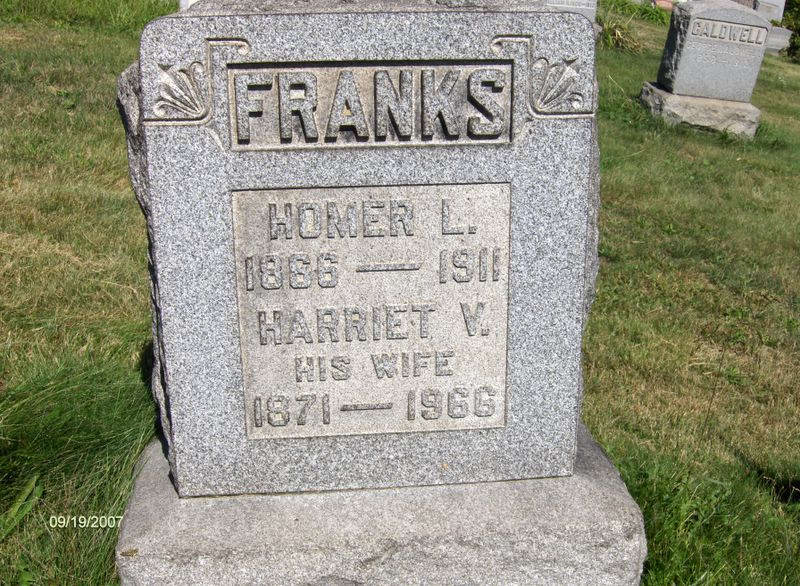 FRANKS
HOMER L.
1866 — 1911
HARRIET V.
HIS WIFE
1871 — 1966
CALDWELL
09/19/2007